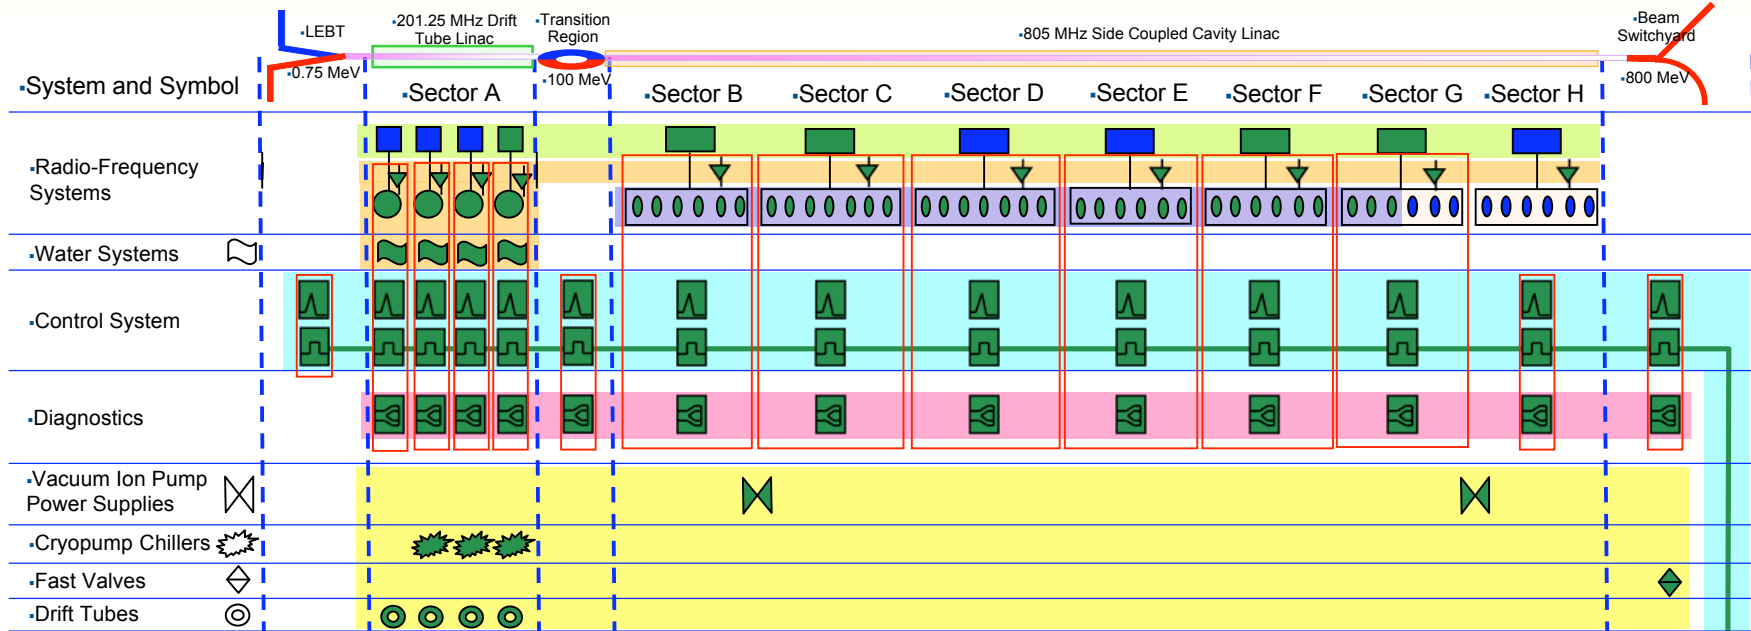 ▪LEBT
▪201.25 MHz Drift
Tube Linac
▪Transition
Region
▪805 MHz Side Coupled Cavity Linac
▪Beam
Switchyard
▪0.75 MeV
▪100 MeV
▪800 MeV
▪System and Symbol
▪Sector A
▪Sector B
▪Sector C
▪Sector D
▪Sector E
▪Sector F
▪Sector G
▪Sector H
▪Radio-Frequency
Systems
▪Water Systems
▪Control System
▪Diagnostics
▪Vacuum Ion Pump
Power Supplies
▪Cryopump Chillers
▪Fast Valves
▪Drift Tubes